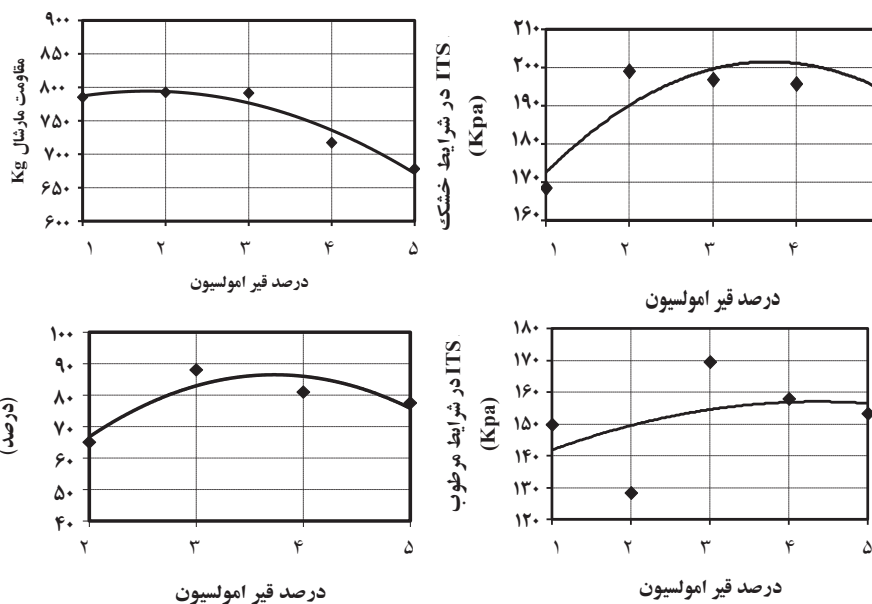 مقاومت مارشال Kg
۹۰۰
۸۵۰
۸۰۰
۷۵۰
۷۰۰
۶۵۰
۶۰۰
۱ ۲ ۳ ۴ ۵
درصد قیر امولسیون
ITS در شرایط خشک
(Kpa)
۲۱۰
۲۰۰
۱۹۰
۱۸۰
۱۷۰
۱۶۰
۱ ۲ ۳ ۴
درصد قیر امولسیون
(درصد)
۱۰۰
۹۰
۸۰
۷۰
۶۰
۵۰
۴۰
۲ ۳ ۴ ۵
درصد قیر امولسیون
ITS در شرایط مرطوب
(Kpa)
۱۸۰
۱۷۰
۱۶۰
۱۵۰
۱۴۰
۱۳۰
۱۲۰
۱ ۲ ۳ ۴ ۵
درصد قیر امولسیون